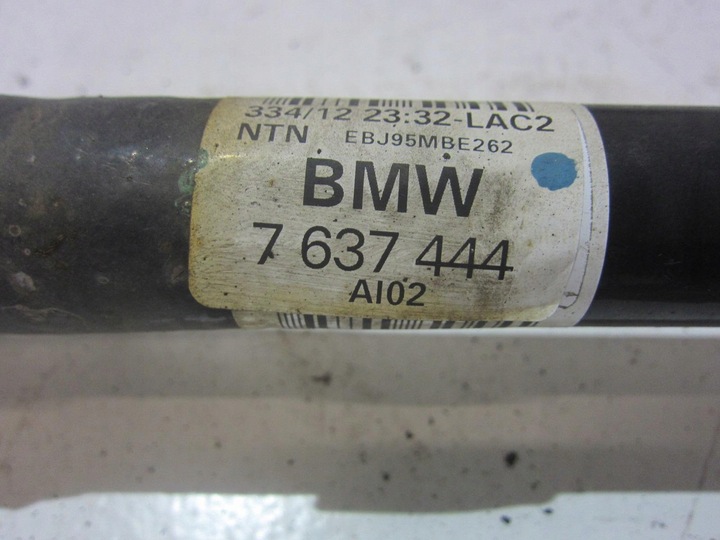 334/12 23:32-LAC2
NTN EBJ95MBE262
BMW
7 637 444
AI02